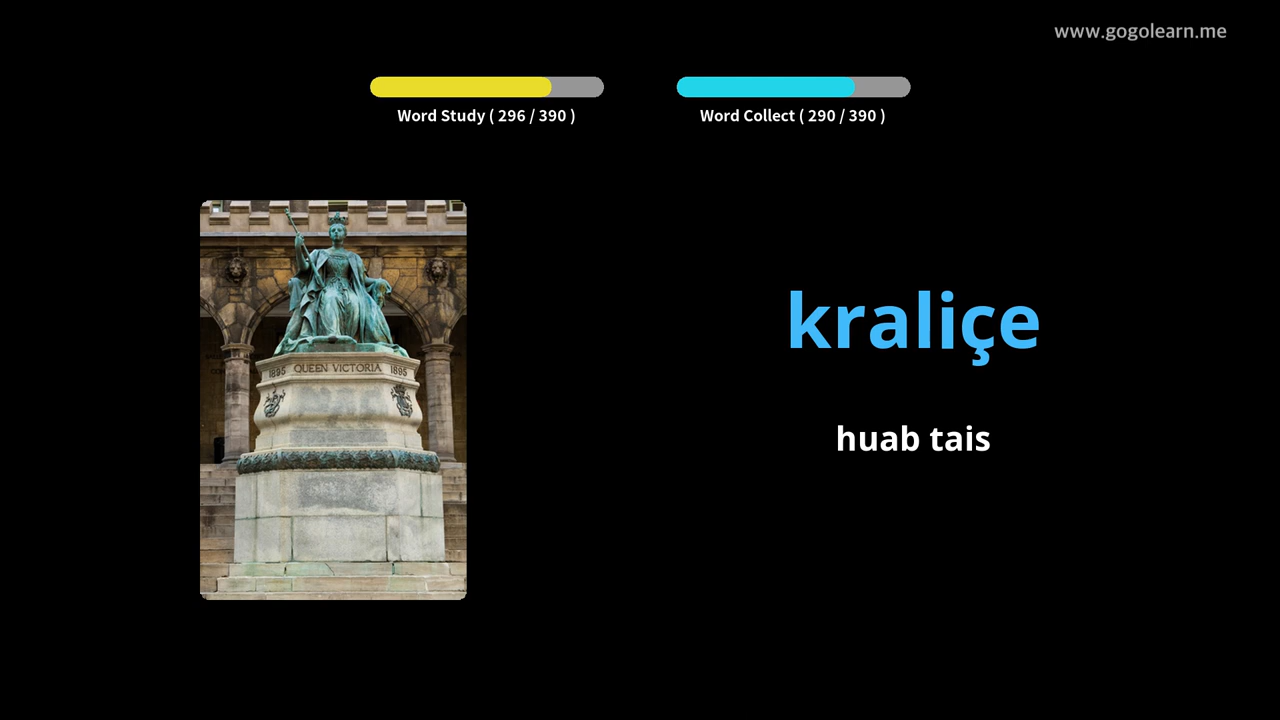 www.gogolearn.me
Word Study ( 296 / 390 )
Word Collect ( 290 / 390 )
1895 QUEEN VICTORIA 1895
kraliçe
huab tais